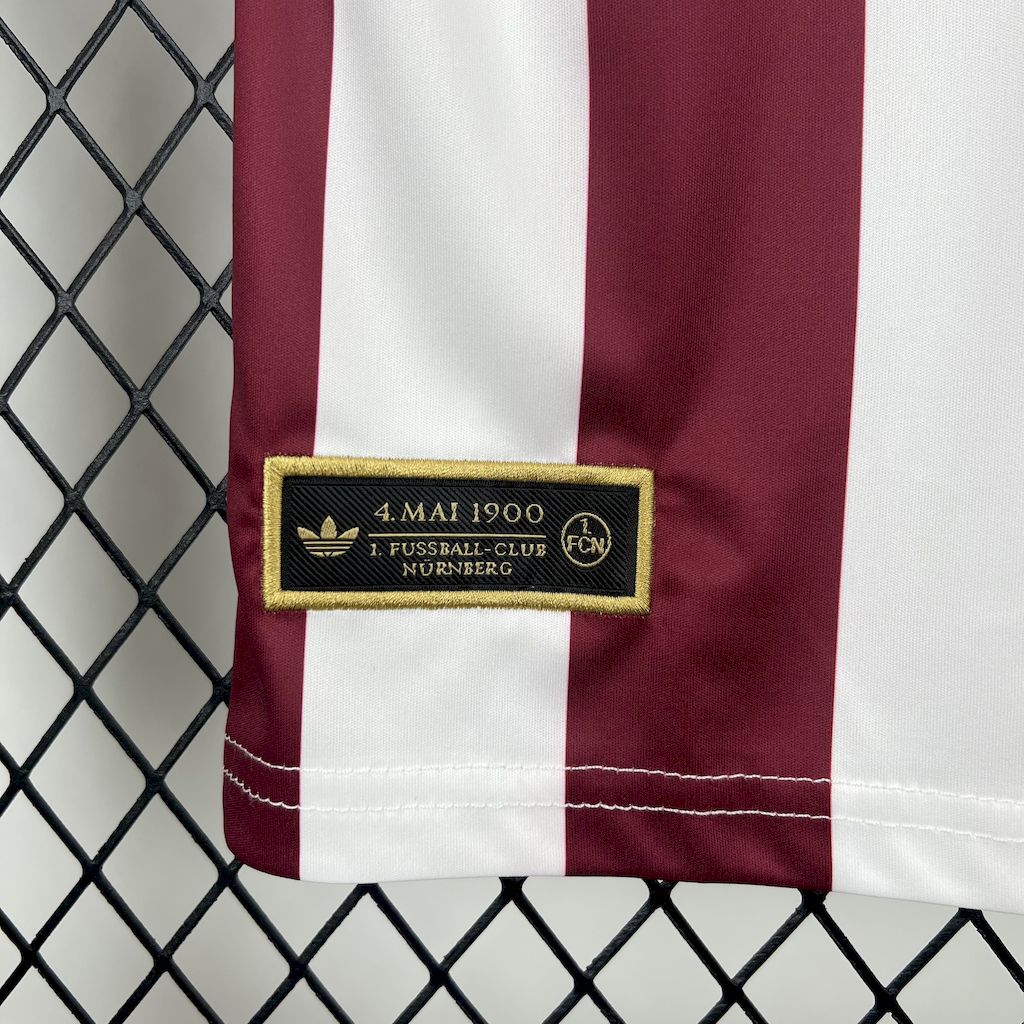 4. MAI 1900
1. FUSSBALL-CLUB
NÜRNBERG
1.
FCN